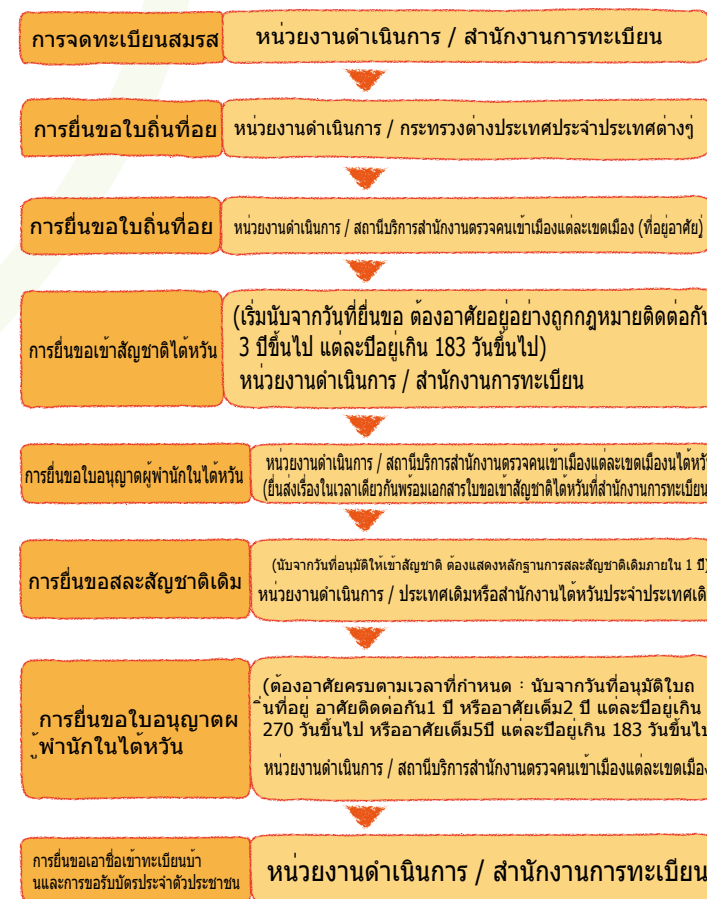 การจดทะเบียนสมรส
หน่วยงานดำเนินการ / สำนักงานการทะเบียน
การยื่นขอใบถิ่นที่อย
หน่วยงานดำเนินการ / กระทรวงต่างประเทศประจำประเทศต่างๆ่
การยื่นขอใบถิ่นที่อย
หน่วยงานดำเนินการ / สถานีบริการสำนักงานตรวจคนเข้าเมืองแต่ละเขตเมือง (ที่อยู่อาศัย)่
การยื่นขอเข้าสัญชาติไต้หวัน
(เริ่มนับจากวันที่ยื่นขอ ต้องอาศัยอยู่อย่างถูกกฎหมายติดต่อกัน
3 ปีขึ้นไป แต่ละปีอยู่เกิน 183 วันขึ้นไป)
หน่วยงานดำเนินการ / สำนักงานการทะเบียน
การยื่นขอใบอนุญาตผู้พำนักในไต้หวัน
หน่วยงานดำเนินการ / สถานีบริการสำนักงานตรวจคนเข้าเมืองแต่ละเขตเมืองนไต้หวั
(ยื่นส่งเรื่องในเวลาเดียวกันพร้อมเอกสารใบขอเข้าสัญชาติไต้หวันที่สำนักงานการทะเบียน
การยื่นขอสละสัญชาติเดิม
(นับจากวันที่อนุมัติให้เข้าสัญชาติ ต้องแสดงหลักฐานการสละสัญชาติเดิมภายใน 1 ปี)
หน่วยงานดำเนินการ / ประเทศเดิมหรือสำนักงานไต้หวันประจำประเทศเดิ
การยื่นขอใบอนุญาตผ
ู้พำนักในไต้หวัน
(ต้องอาศัยครบตามเวลาที่กำหนด : นับจากวันที่อนุมัติใบถ
ิ่นที่อยู่ อาศัยติดต่อกัน1 ปี หรืออาศัยเต็ม2 ปี แต่ละปีอยู่เกิน
270 วันขึ้นไป หรืออาศัยเต็ม5ปี แต่ละปีอยู่เกิน 183 วันขึ้นไป
หน่วยงานดำเนินการ / สถานีบริการสำนักงานตรวจคนเข้าเมืองแต่ละเขตเมือง
การยื่นขอเอาชื่อเข้าทะเบียนบ้า
นและการขอรับบัตรประจำตัวประชาชน
หน่วยงานดำเนินการ / สำนักงานการทะเบียน